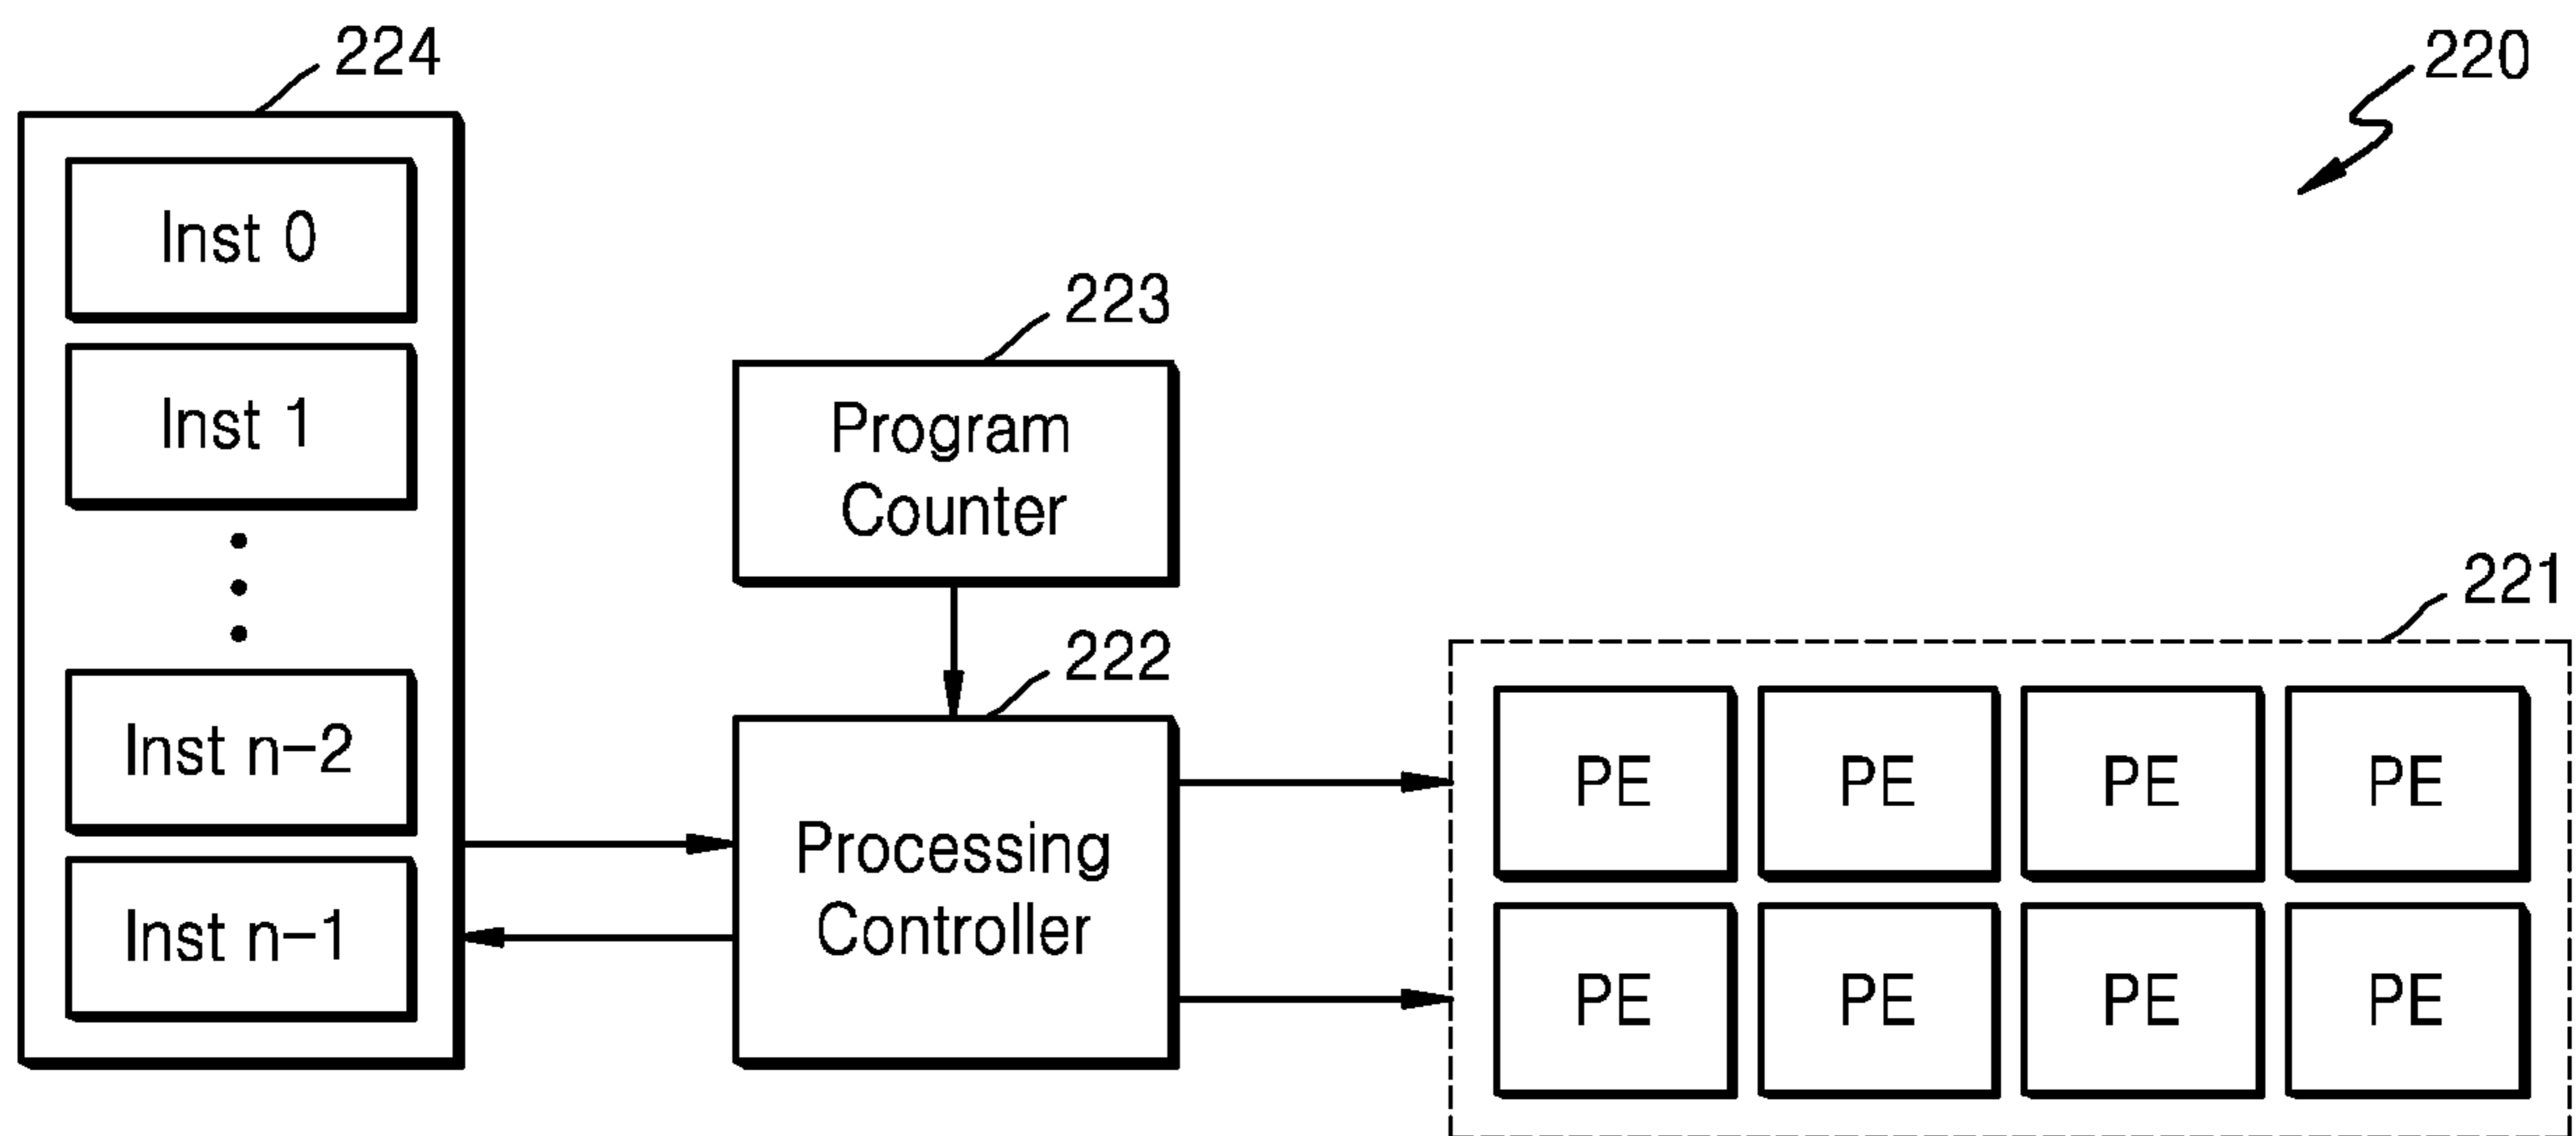 224
220
Inst 0
Inst 1
223
Program
Counter
222
221
Inst n-2
Inst n-1
Processing
Controller
PE PE PE PE
PE PE PE PE